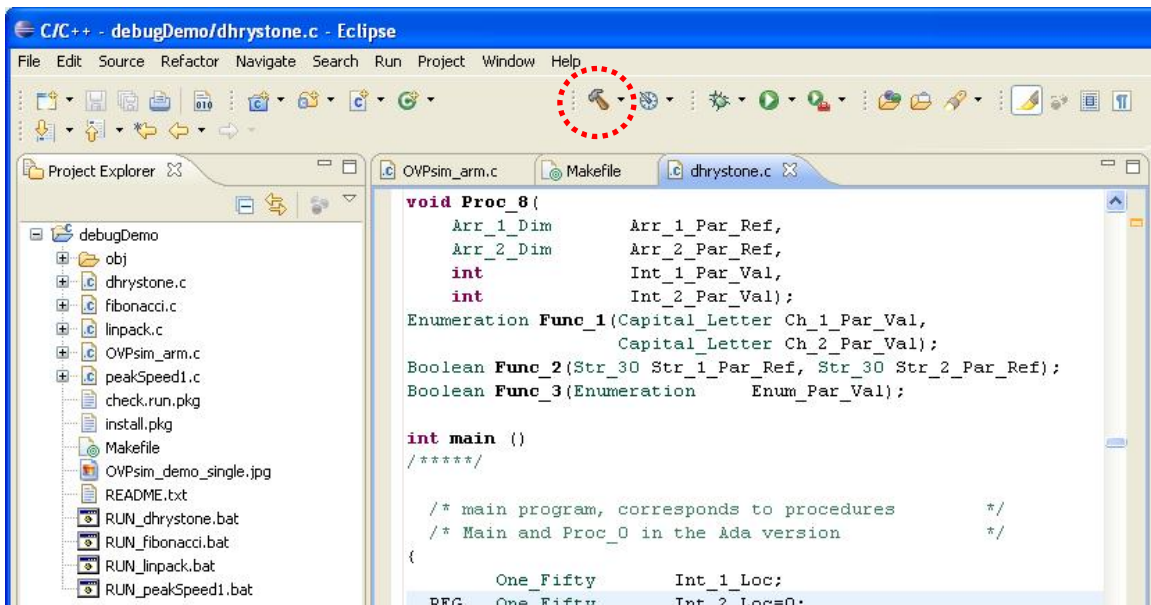 C/C++ - debugDemo/dhrystone.c - Eclipse
File Edit Source Refactor Navigate Search Run Project Window Help
Project Explorer
OVPsim_arm.c
Makefile
dhrystone.c
debugDemo
obj
dhrystone.c
fibonacci.c
linpack.c
OVPsim_arm.c
peakSpeed1.c
check.run.pkg
install.pkg
Makefile
OVPsim_demo_single.jpg
README.txt
RUN_dhrystone.bat
RUN_fibonacci.bat
RUN_linpack.bat
RUN_peakSpeed1.bat
void Proc_8(
Arr_1_Dim Arr_1_Par_Ref,
Arr_2_Dim Arr_2_Par_Ref,
int Int_1_Par_Val,
int Int_2_Par_Val);
Enumeration Func_1(Capital_Letter Ch_1_Par_Val,
Capital_Letter Ch_2_Par_Val);
Boolean Func_2(Str_30 Str_1_Par_Ref, Str_30 Str_2_Par_Ref);
Boolean Func_3(Enumeration Enum_Par_Val);
int main ()
/*****/
/* main program, corresponds to procedures */
/* Main and Proc_0 in the Ada version */
{
One_Fifty Int_1_Loc;
REG One_Fifty Int_2_Loc=0;